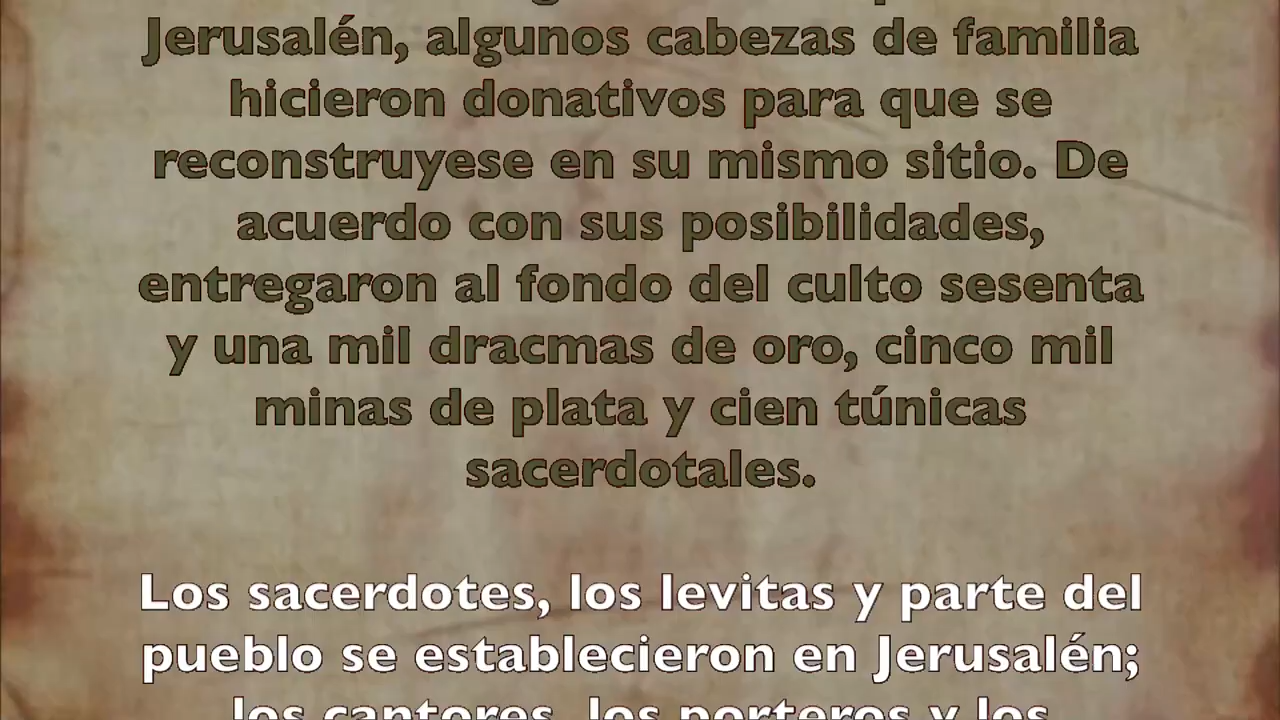 Jerusalén, algunos cabezas de familia
hicieron donativos para que se
reconstruyese en su mismo sitio. De
acuerdo con sus posibilidades,
entregaron al fondo del culto sesenta
y una mil dracmas de oro, cinco mil
minas de plata y cien túnicas
sacerdotales.
Los sacerdotes, los levitas y parte del
pueblo se establecieron en Jerusalén;
los cantores, los porteros y los